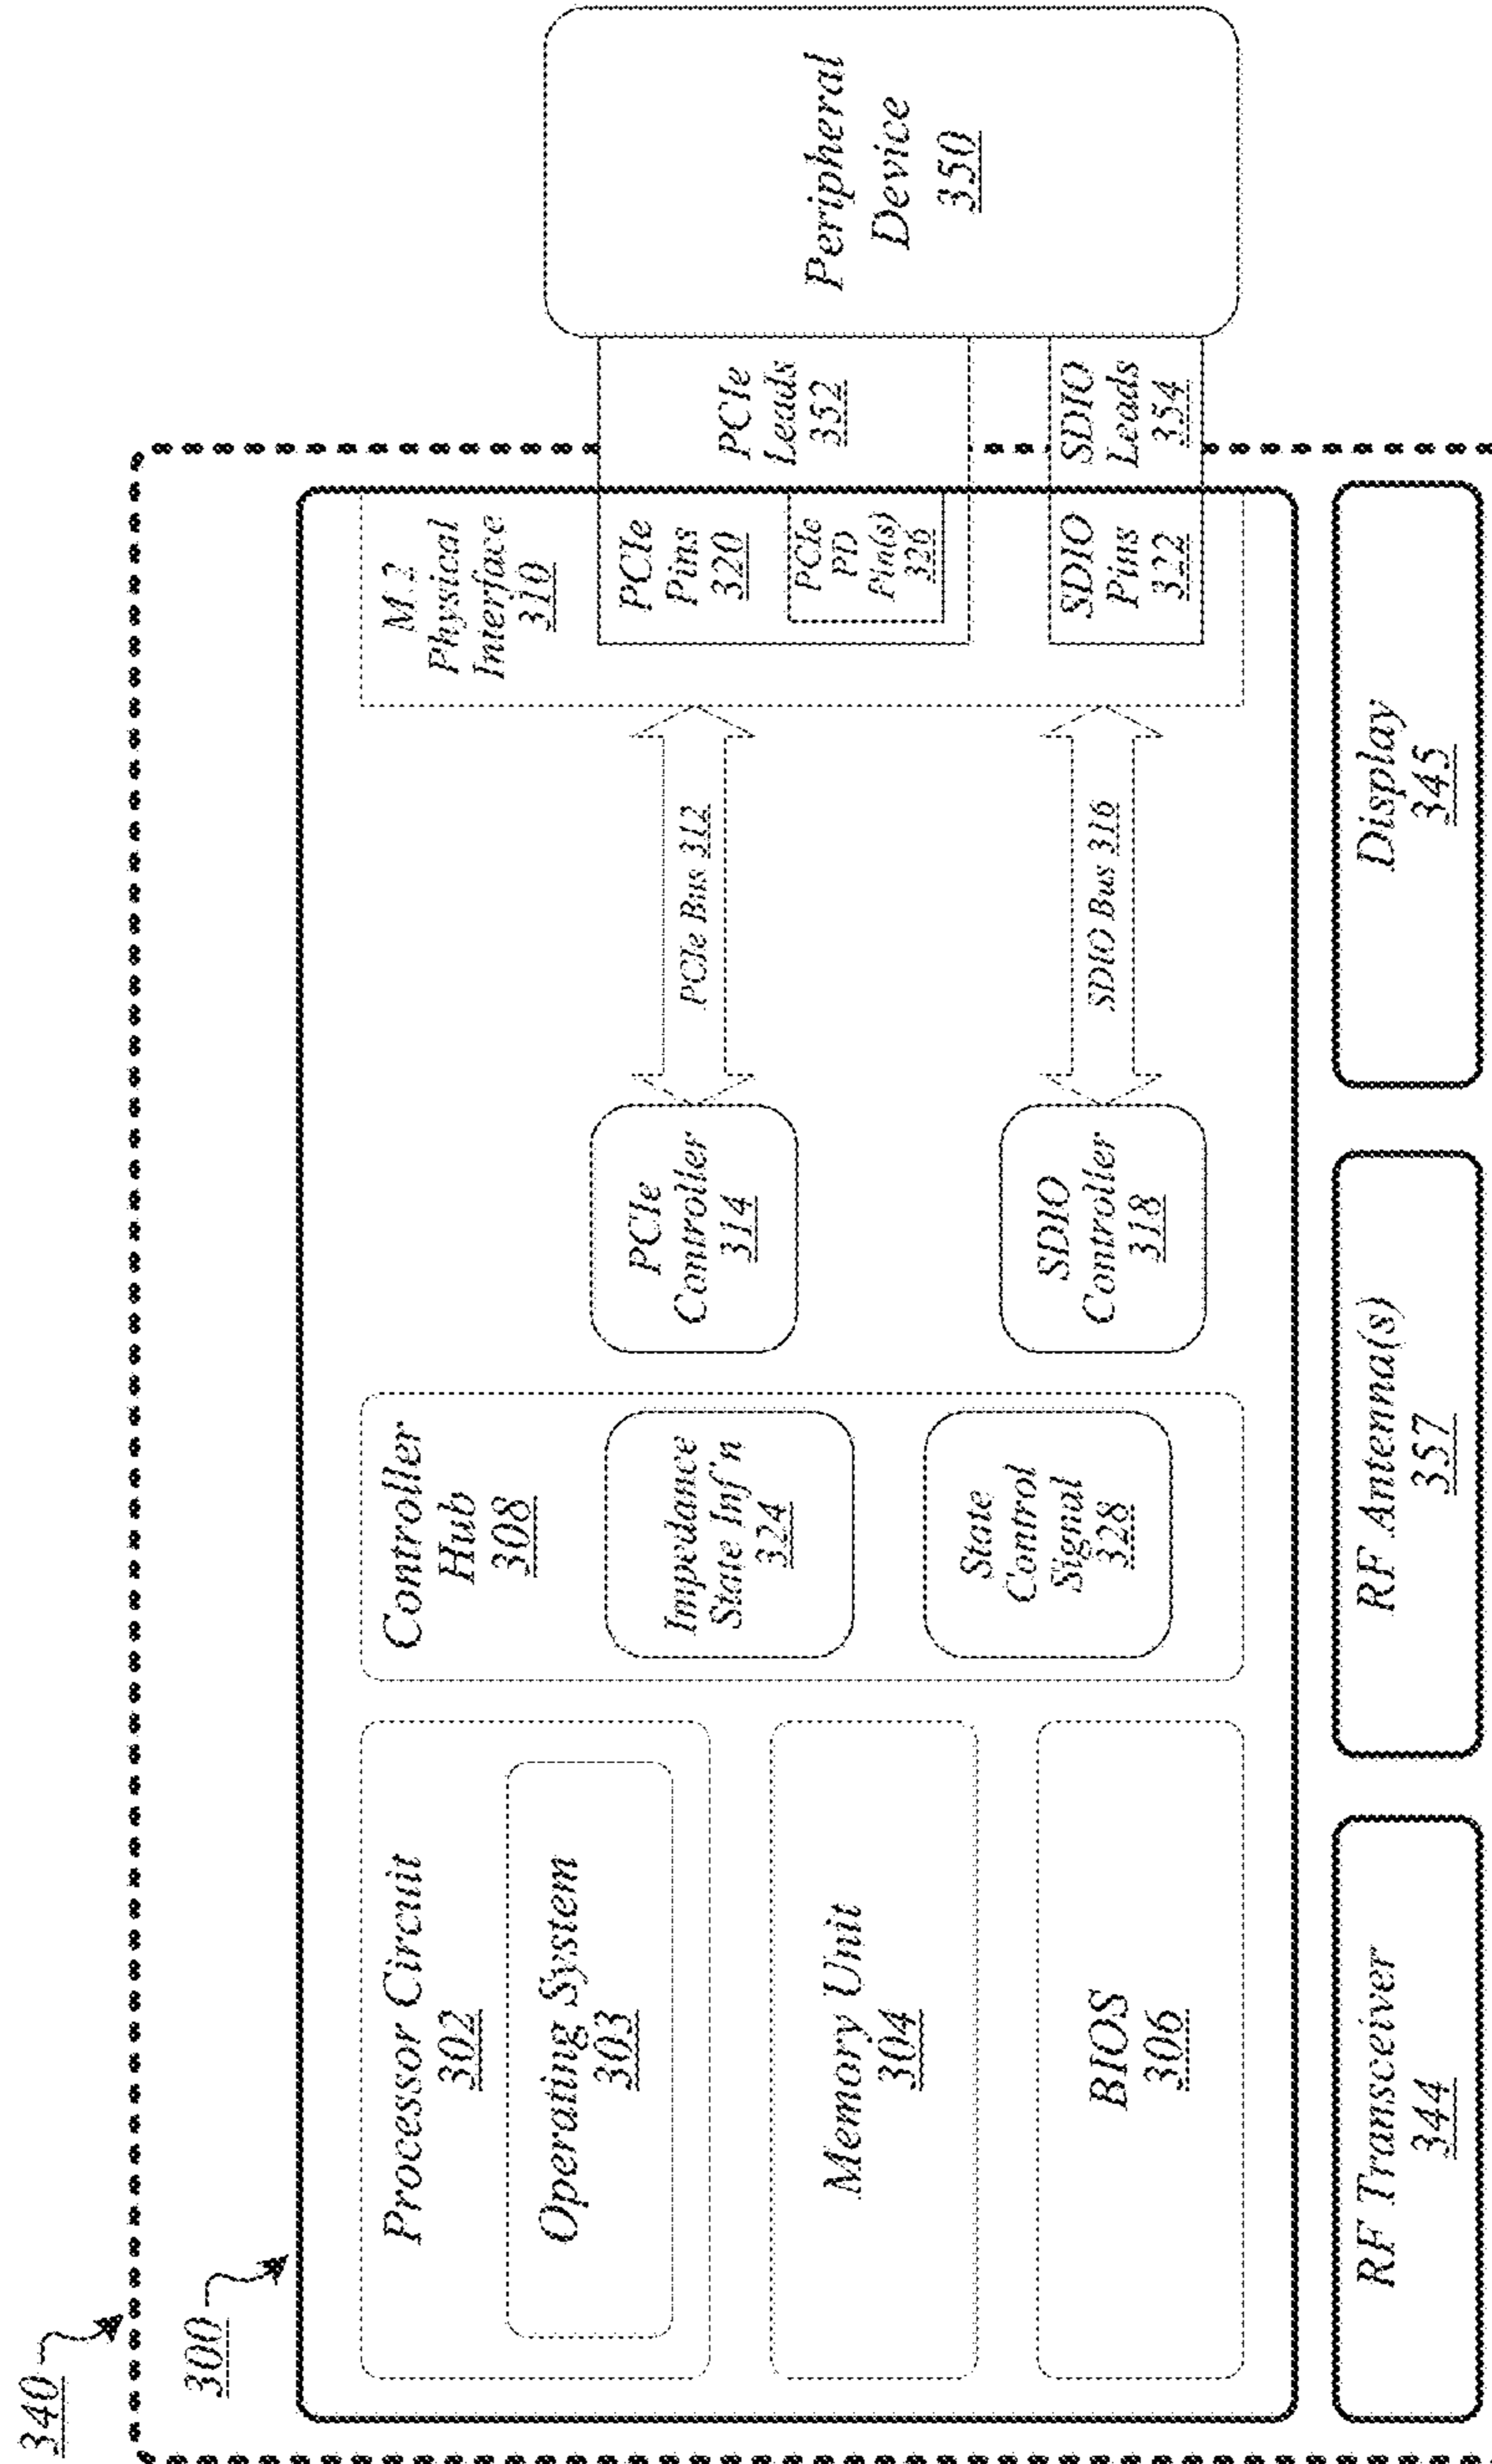 340
300
Processor Circuit
302
Operating System
303
Memory Unit
304
BIOS
306
Controller
Hub
308
Impedance
State Inf'n
324
State
Control
Signal
328
PCIe
Controller
314
SDIO
Controller
318
PCIe Bus 312
SDIO Bus 316
M.2
Physical
Interface
310
PCIe
Pins
320
PCIe
PD
Pin(s)
326
SDIO
Pins
322
PCIe
Leads
352
SDIO
Leads
354
Peripheral
Device
350
RF Transceiver
344
RF Antenna(s)
357
Display
345